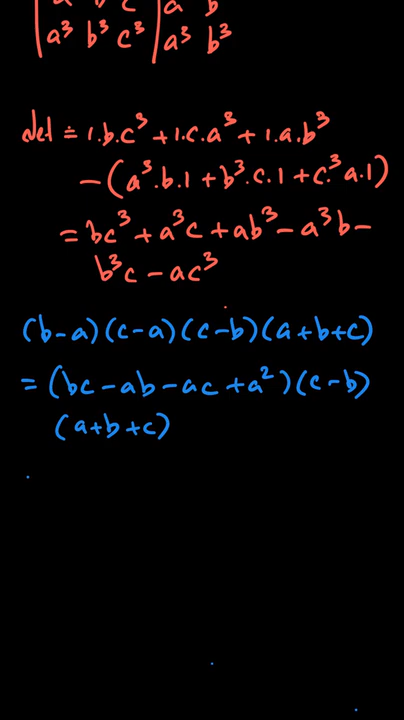 a b c | a b
| a³ b³ c³ | a³ b³
det = 1.b.c³ + 1.c.a³ + 1.a.b³
- (a³.b.1 + b³.c.1 + c³.a.1)
= bc³ + a³c + ab³ - a³b -
b³c - ac³
(b-a)(c-a)(c-b)(a+b+c)
= (bc - ab - ac + a²)(c-b)
(a+b+c)